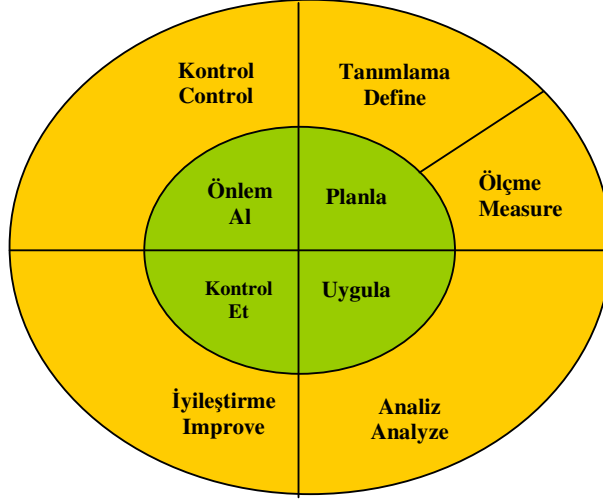 Kontrol
Control
Tanımlama
Define
Ölçme
Measure
Önlem
Al
Planla
Kontrol
Et
Uygula
İyileştirme
Improve
Analiz
Analyze